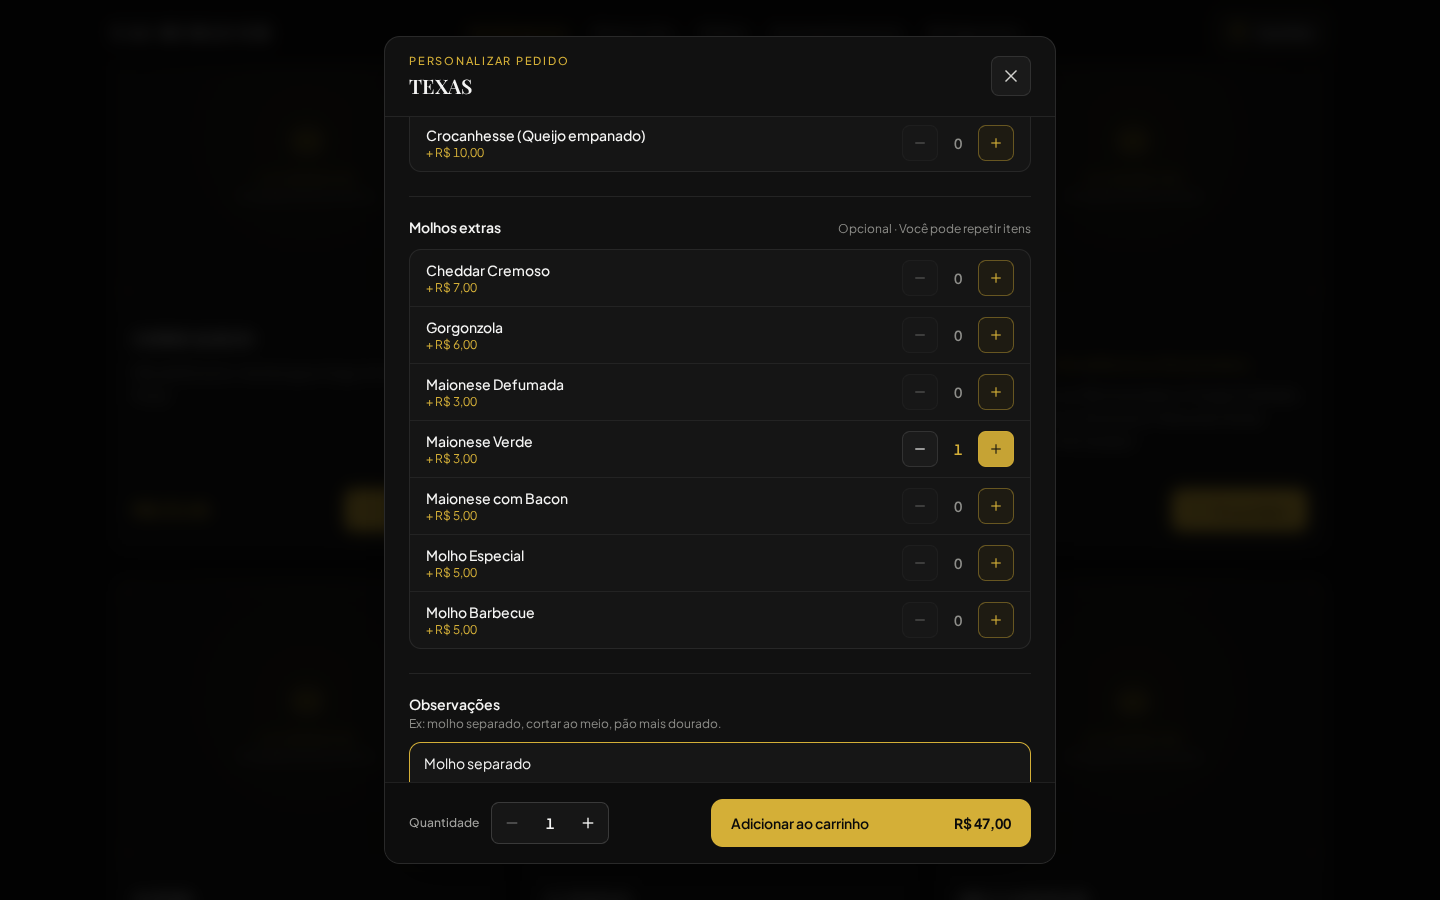 PERSONALIZAR PEDIDO
TEXAS
Crocanhesse (Queijo empanado)
+ R$ 10,00
0
Molhos extras
Opcional · Você pode repetir itens
Cheddar Cremoso
+ R$ 7,00
0
Gorgonzola
+ R$ 6,00
0
Maionese Defumada
+ R$ 3,00
0
Maionese Verde
+ R$ 3,00
1
Maionese com Bacon
+ R$ 5,00
0
Molho Especial
+ R$ 5,00
0
Molho Barbecue
+ R$ 5,00
0
Observações
Ex: molho separado, cortar ao meio, pão mais dourado.
Molho separado
Quantidade
1
Adicionar ao carrinho R$ 47,00